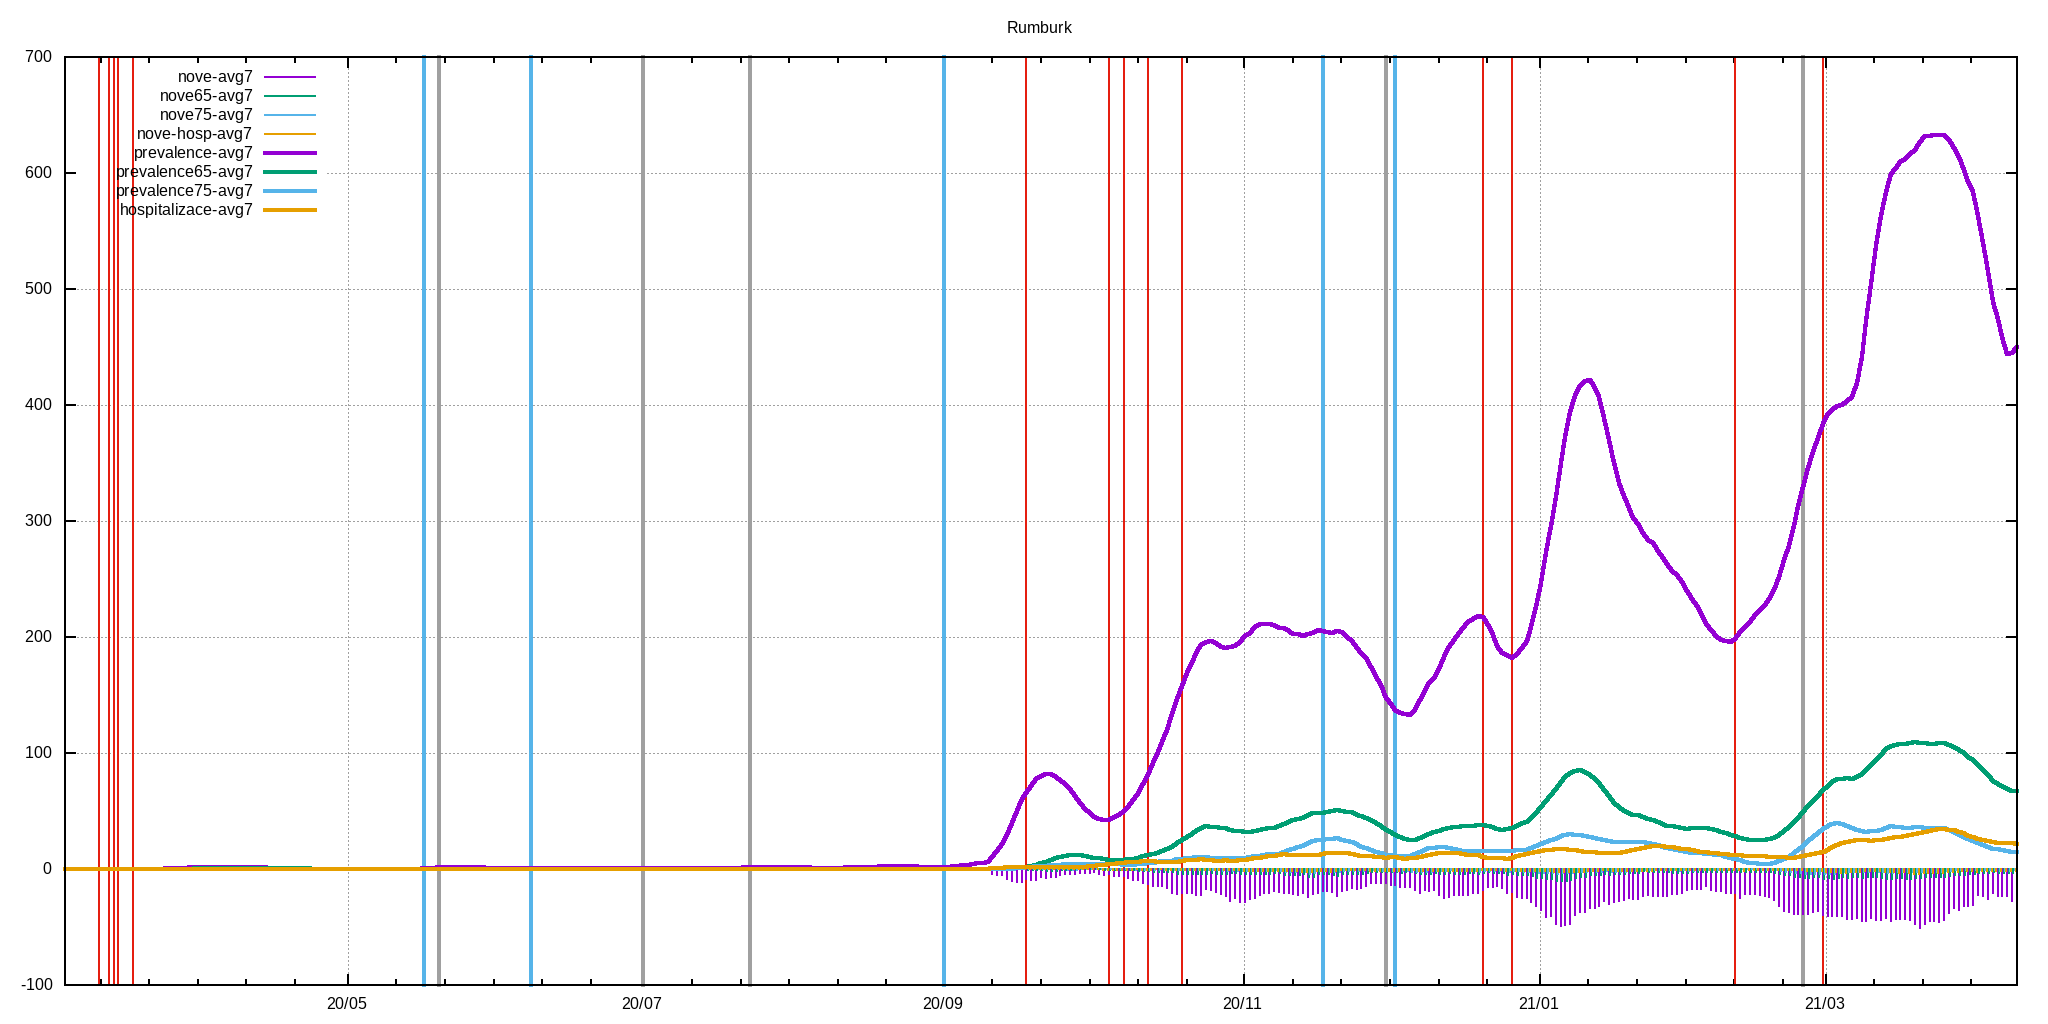 Rumburk
700
600
500
400
300
200
100
0
-100
nove-avg7
nove65-avg7
nove75-avg7
nove-hosp-avg7
prevalence-avg7
prevalence65-avg7
prevalence75-avg7
hospitalizace-avg7
20/05 20/07 20/09 20/11 21/01 21/03